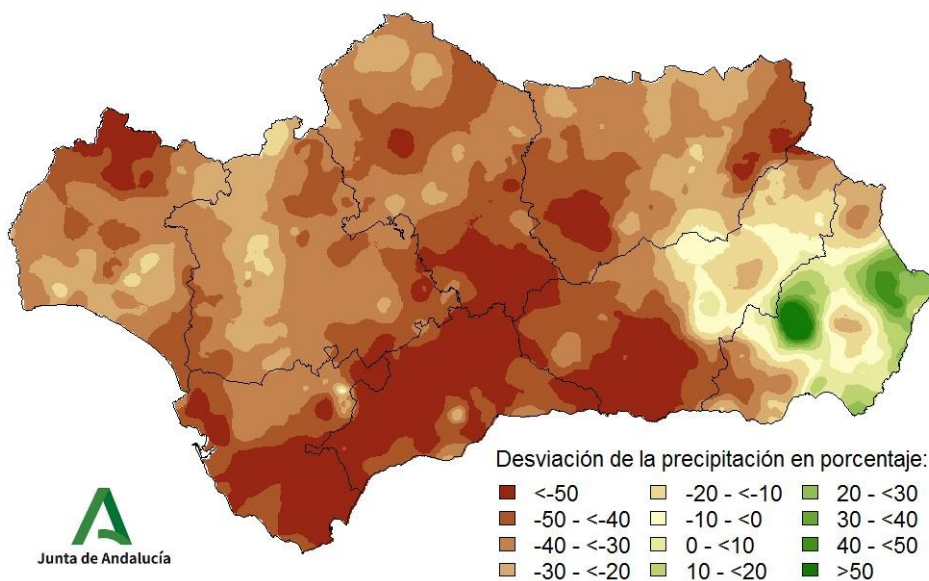 Desviación de la precipitación en porcentaje:
<-50 -20 - <-10 20 - <30
-50 - <-40 -10 - <0 30 - <40
-40 - <-30 0 - <10 40 - <50
-30 - <-20 10 - <20 >50
Junta de Andalucía